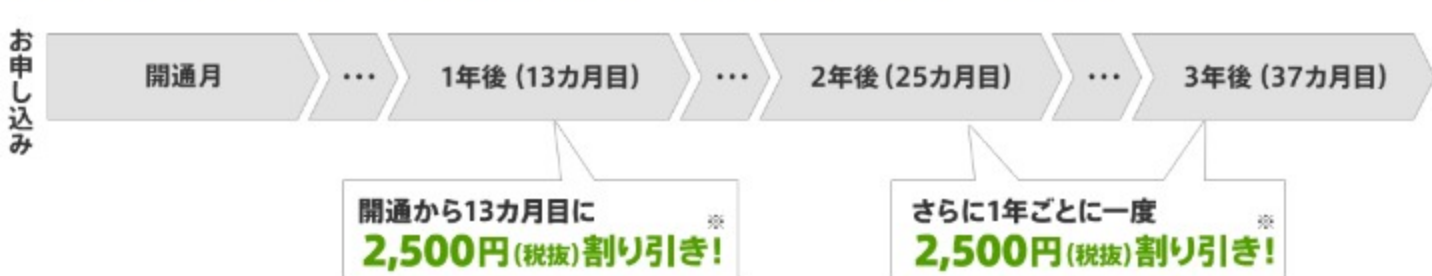 お申し込み
開通月
…
1年後 (13カ月目)
…
2年後 (25カ月目)
…
3年後 (37カ月目)
開通から13カ月目に
2,500円(税抜)割り引き!※
さらに1年ごとに一度
2,500円(税抜)割り引き!※